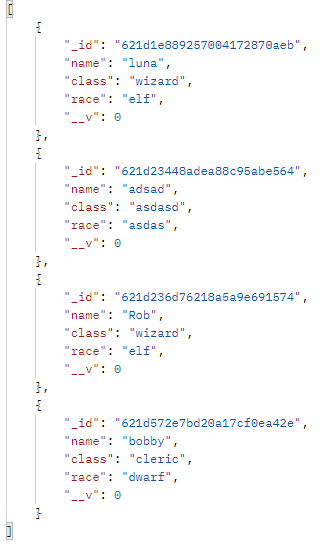 [
{
"_id": "621d1e889257004172870aeb",
"name": "luna",
"class": "wizard",
"race": "elf",
"__v": 0
},
{
"_id": "621d23448adea88c95abe564",
"name": "adsad",
"class": "asdasd",
"race": "asdas",
"__v": 0
},
{
"_id": "621d236d76218a5a9e691574",
"name": "Rob",
"class": "wizard",
"race": "elf",
"__v": 0
},
{
"_id": "621d572e7bd20a17cf0ea42e",
"name": "bobby",
"class": "cleric",
"race": "dwarf",
"__v": 0
}
]